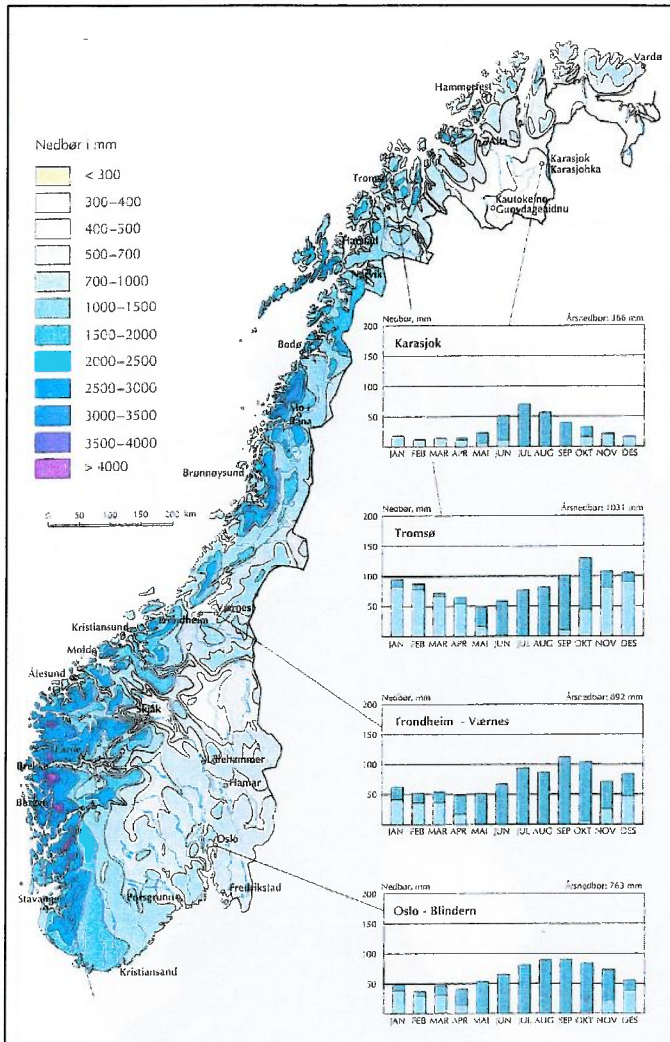 Nedbør i mm
< 300
300–400
400–500
500–700
700–1000
1000–1500
1500–2000
2000–2500
2500–3000
3000–3500
3500–4000
> 4000
0 50 100 150 200 km
Vardø
Hammerfest
Alta
Karasjok
Karasjohka
Tromsø
Kautokeino
Harstad
Narvik
Bodø
Mo i
Rana
Brønnøysund
Værnes
Trondheim
Kristiansund
Molde
Ålesund
Skjåk
Lillehammer
Hamar
Bergen
Oslo
Fredrikstad
Porsgrunn
Stavanger
Kristiansand
Nedbør, mm Årsnedbør: 366 mm
200
Karasjok
150
100
50
JAN FEB MAR APR MAI JUN JUL AUG SEP OKT NOV DES
Nedbør, mm Årsnedbør: 1031 mm
200
Tromsø
150
100
50
JAN FEB MAR APR MAI JUN JUL AUG SEP OKT NOV DES
Nedbør, mm Årsnedbør: 892 mm
200
Trondheim - Værnes
150
100
50
JAN FEB MAR APR MAI JUN JUL AUG SEP OKT NOV DES
Nedbør, mm Årsnedbør: 763 mm
200
Oslo - Blindern
150
100
50
JAN FEB MAR APR MAI JUN JUL AUG SEP OKT NOV DES